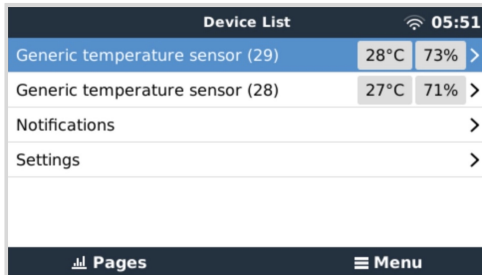 Device List 05:51
Generic temperature sensor (29) 28°C 73%
Generic temperature sensor (28) 27°C 71%
Notifications
Settings
Pages Menu